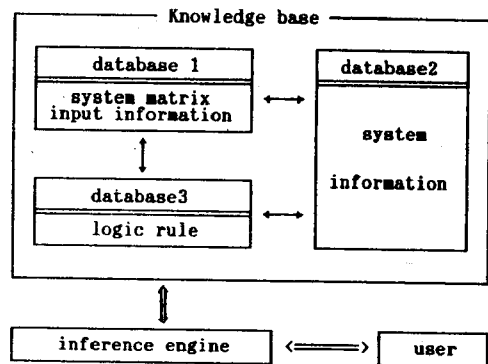 Knowledge base
database 1
system matrix
input information
database2
system
information
database3
logic rule
inference engine
user